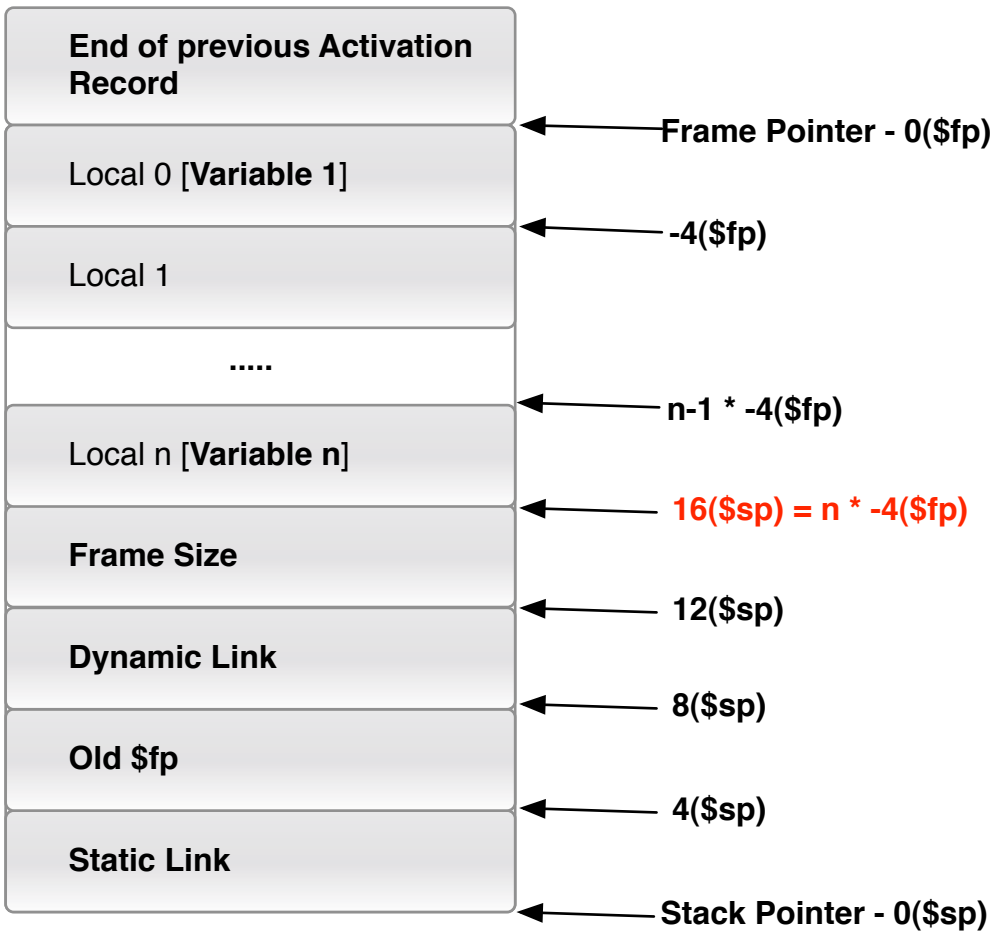 End of previous Activation
Record
Frame Pointer - 0($fp)
Local 0 [Variable 1]
-4($fp)
Local 1
.....
n-1 * -4($fp)
Local n [Variable n]
16($sp) = n * -4($fp)
Frame Size
12($sp)
Dynamic Link
8($sp)
Old $fp
4($sp)
Static Link
Stack Pointer - 0($sp)